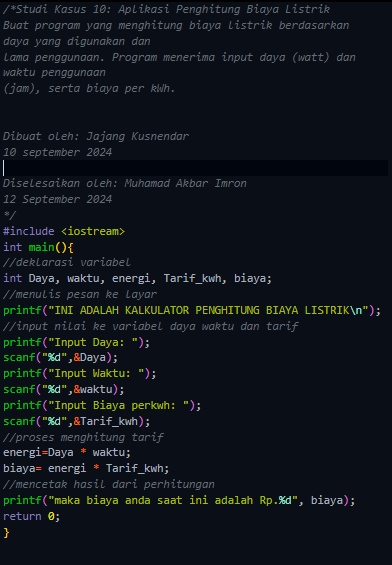 /*Studi Kasus 10: Aplikasi Penghitung Biaya Listrik
Buat program yang menghitung biaya listrik berdasarkan
daya yang digunakan dan
lama penggunaan. Program menerima input daya (watt) dan
waktu penggunaan
(jam), serta biaya per kWh.
Dibuat oleh: Jajang Kusnendar
10 september 2024
Diselesaikan oleh: Muhamad Akbar Imron
12 September 2024
*/
#include <iostream>
int main(){
//deklarasi variabel
int Daya, waktu, energi, Tarif_kwh, biaya;
//menulis pesan ke layar
printf("INI ADALAH KALKULATOR PENGHITUNG BIAYA LISTRIK\n");
//input nilai ke variabel daya waktu dan tarif
printf("Input Daya: ");
scanf("%d",&Daya);
printf("Input Waktu: ");
scanf("%d",&waktu);
printf("Input Biaya perkwh: ");
scanf("%d",&Tarif_kwh);
//proses menghitung tarif
energi=Daya * waktu;
biaya= energi * Tarif_kwh;
//mencetak hasil dari perhitungan
printf("maka biaya anda saat ini adalah Rp.%d", biaya);
return 0;
}